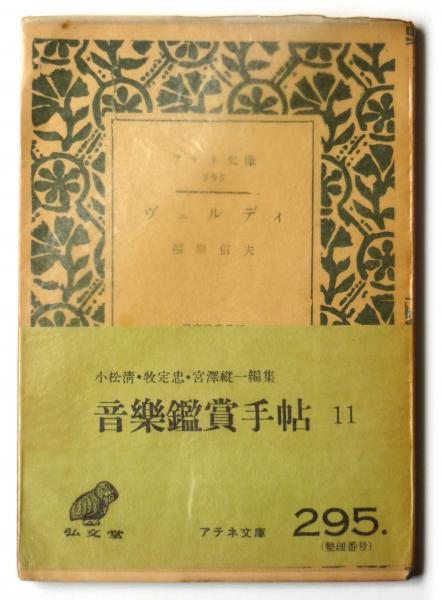 アテネ文庫
295
ヴェルディ
福原信夫
小松清・牧定忠・宮澤縱一編集
音樂鑑賞手帖 11
弘文堂
アテネ文庫
295.
(整理番号)